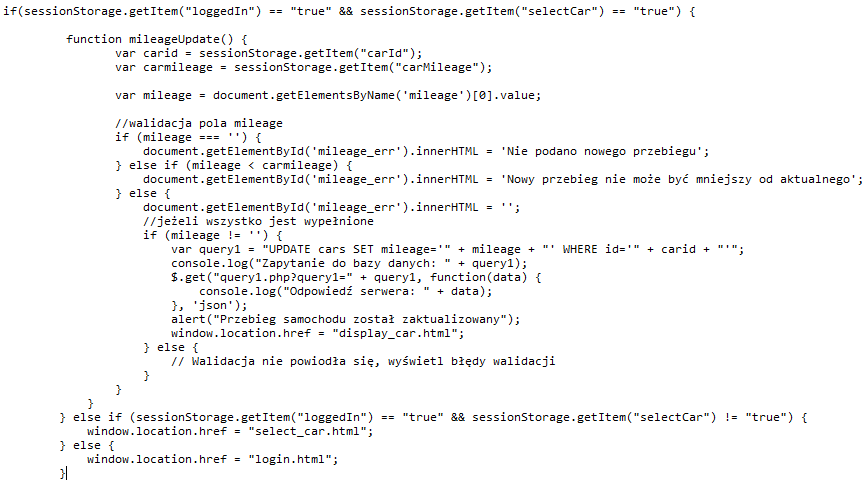 if(sessionStorage.getItem("loggedIn") == "true" && sessionStorage.getItem("selectCar") == "true") {
function mileageUpdate() {
var carid = sessionStorage.getItem("carId");
var carmileage = sessionStorage.getItem("carMileage");
var mileage = document.getElementsByName('mileage')[0].value;
//walidacja pola mileage
if (mileage === '') {
document.getElementById('mileage_err').innerHTML = 'Nie podano nowego przebiegu';
} else if (mileage < carmileage) {
document.getElementById('mileage_err').innerHTML = 'Nowy przebieg nie może być mniejszy od aktualnego';
} else {
document.getElementById('mileage_err').innerHTML = '';
//jeżeli wszystko jest wypełnione
if (mileage != '') {
var query1 = "UPDATE cars SET mileage='" + mileage + "' WHERE id='" + carid + "'";
console.log("Zapytanie do bazy danych: " + query1);
$.get("query1.php?query1=" + query1, function(data) {
console.log("Odpowiedź serwera: " + data);
}, 'json');
alert("Przebieg samochodu został zaktualizowany");
window.location.href = "display_car.html";
} else {
// Walidacja nie powiodła się, wyświetl błędy walidacji
}
}
}
} else if (sessionStorage.getItem("loggedIn") == "true" && sessionStorage.getItem("selectCar") != "true") {
window.location.href = "select_car.html";
} else {
window.location.href = "login.html";
}